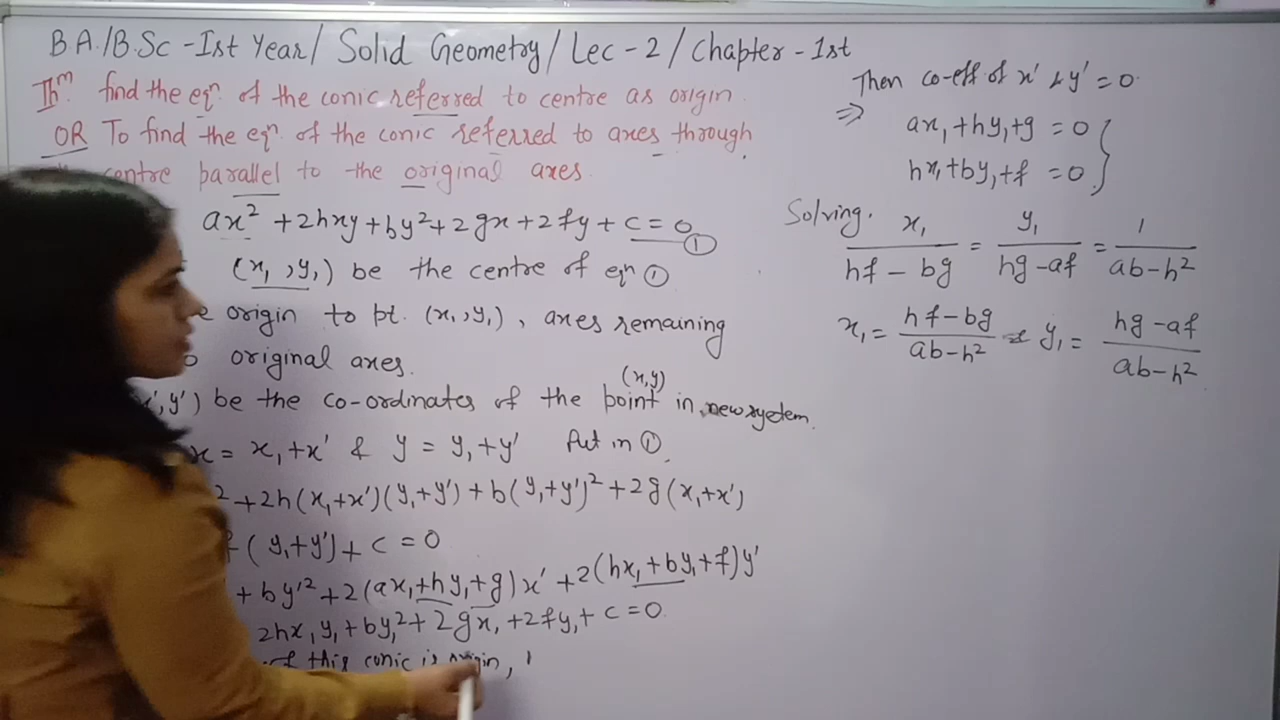 BA./B.Sc - Ist Year/ Solid Geometry/ Lec - 2 / Chapter - 1st
Thm find the eqn. of the conic referred to centre as origin.
OR To find the eqn. of the conic referred to axes through
centre parallel to the original axes.
ax² + 2hxy + by² + 2gx + 2fy + c = 0 ①
(x₁, y₁) be the centre of eqn ①
origin to pt. (x₁, y₁), axes remaining
original axes.
(x,y)
y') be the co-ordinates of the point in new system.
x = x₁ + x' & y = y₁ + y' Put in ①
² + 2h(x₁+x')(y₁+y') + b(y₁+y')² + 2g(x₁+x')
(y₁+y') + c = 0
+ by'² + 2(ax₁+hy₁+g)x' + 2(hx₁+by₁+f)y'
2hx₁y₁ + by₁² + 2gx₁ + 2fy₁ + c = 0
of this conic is origin,
Then co-eff of x' & y' = 0.
⇒ ax₁ + hy₁ + g = 0
hx₁ + by₁ + f = 0 }
Solving. x₁/(hf - bg) = y₁/(hg - af) = 1/(ab - h²)
x₁ = (hf - bg)/(ab - h²) & y₁ = (hg - af)/(ab - h²)